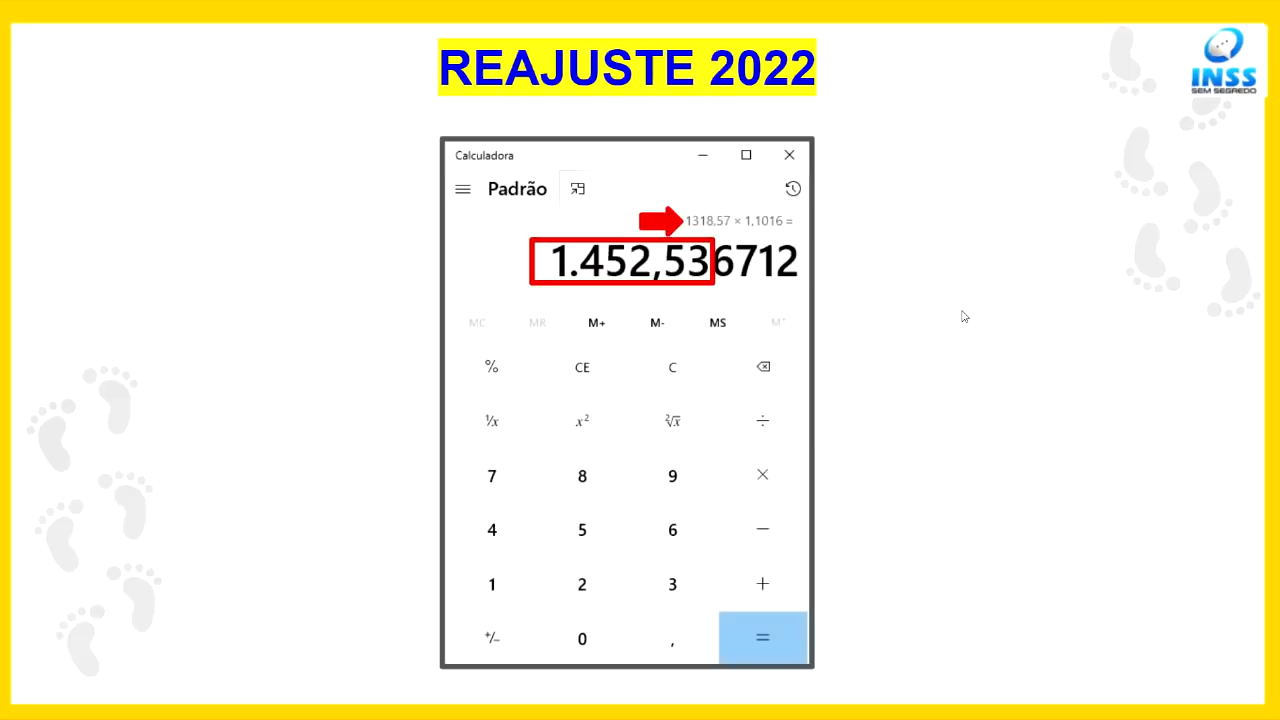 REAJUSTE 2022
INSS
SEM SEGREDO
Calculadora
Padrão
1318,57 × 1,1016 =
1.452,536712
MC MR M+ M- MS
% CE C
¹/x x² ²√x ÷
7 8 9 ×
4 5 6 −
1 2 3 +
+/− 0 , =